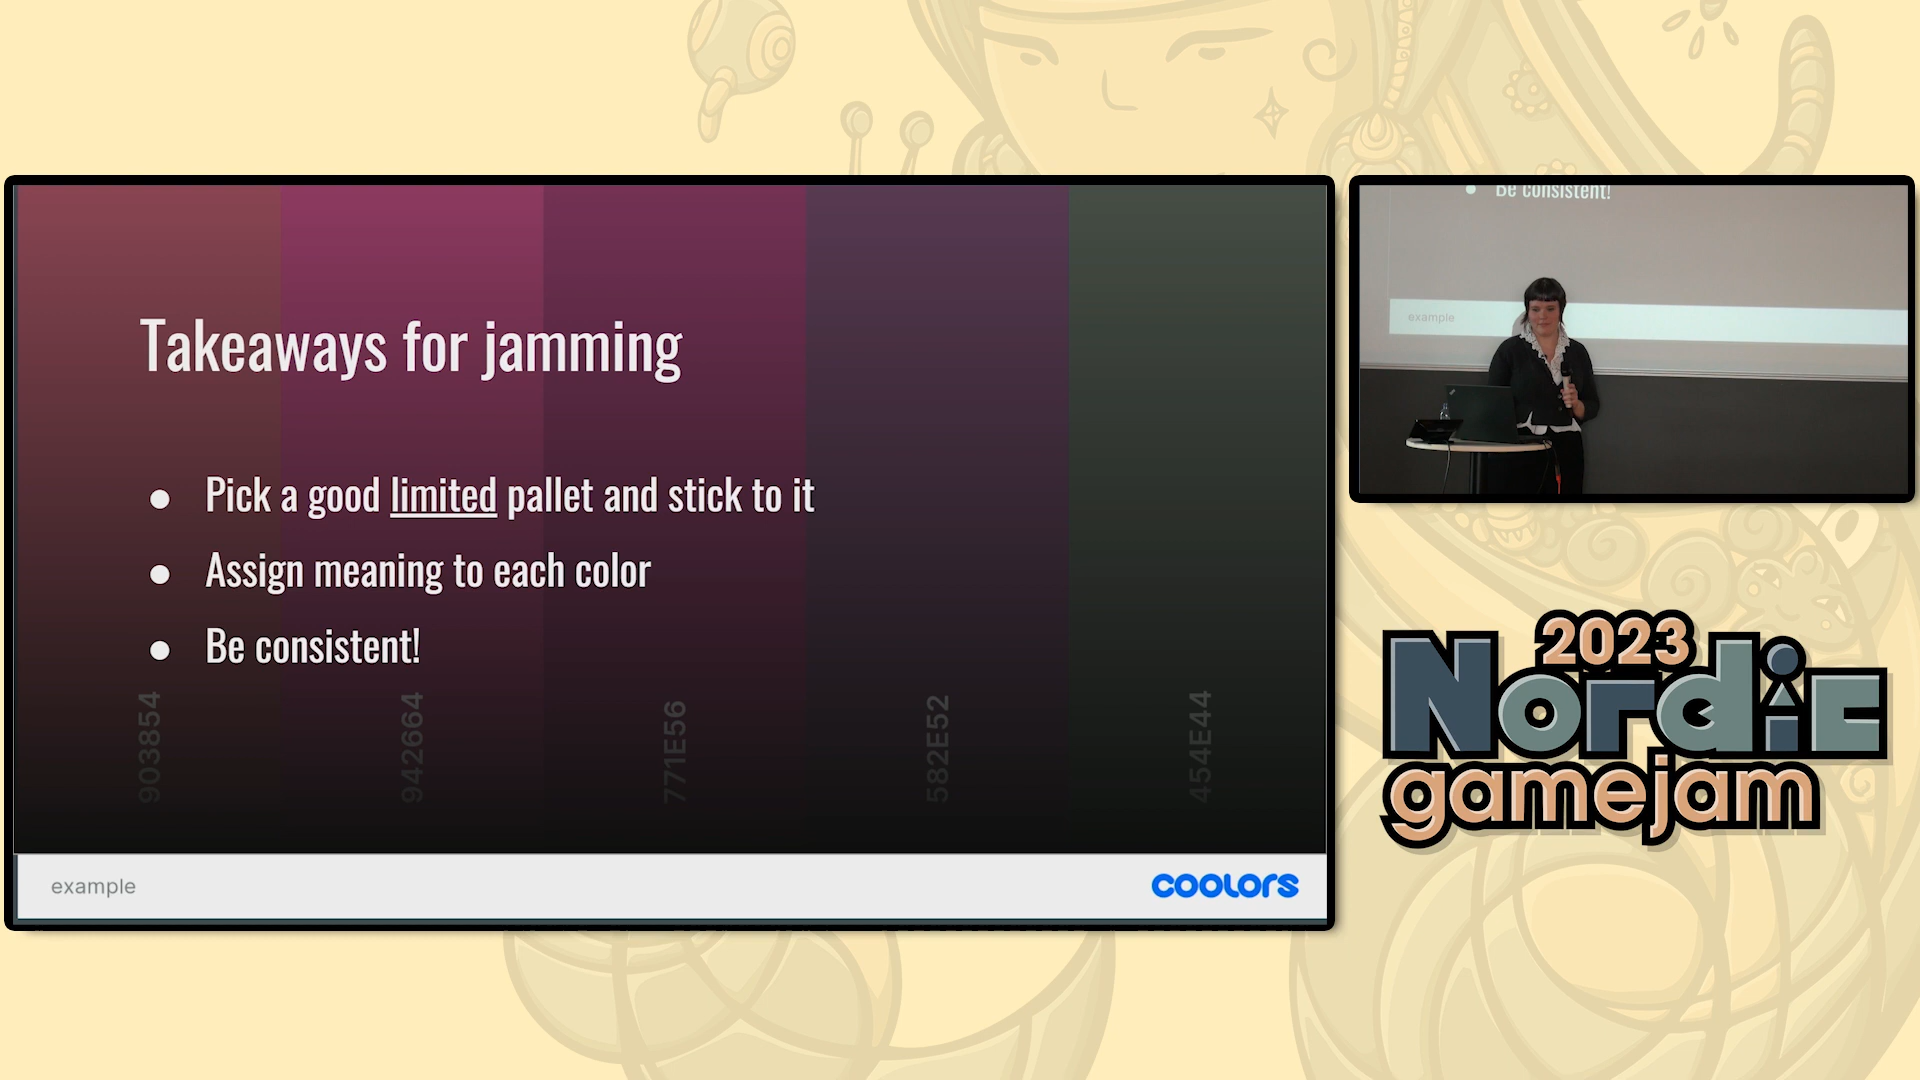 Takeaways for jamming
● Pick a good limited pallet and stick to it
● Assign meaning to each color
● Be consistent!
903854
942664
771E56
582E52
454E44
example
coolors
● Be consistent!
example
2023
Nordic
gamejam